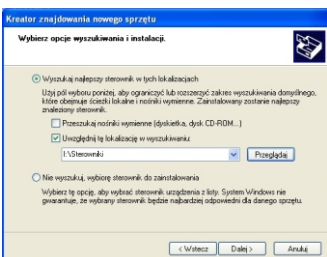 Kreator znajdowania nowego sprzętu
Wybierz opcje wyszukiwania i instalacji.
Wyszukaj najlepszy sterownik w tych lokalizacjach
Użyj pól wyboru poniżej, aby ograniczyć lub rozszerzyć zakres wyszukiwania domyślnego,
które obejmuje ścieżki lokalne i nośniki wymienne. Zainstalowany zostanie najlepszy
znaleziony sterownik.
Przeszukaj nośniki wymienne (dyskietka, dysk CD-ROM...)
Uwzględnij tę lokalizację w wyszukiwaniu:
I:\Sterowniki
Przeglądaj
Nie wyszukuj, wybiorę sterownik do zainstalowania
Wybierz tę opcję, aby wybrać sterownik urządzenia z listy. System Windows nie
gwarantuje, że wybrany sterownik będzie najbardziej odpowiedni dla danego sprzętu.
< Wstecz Dalej > Anuluj